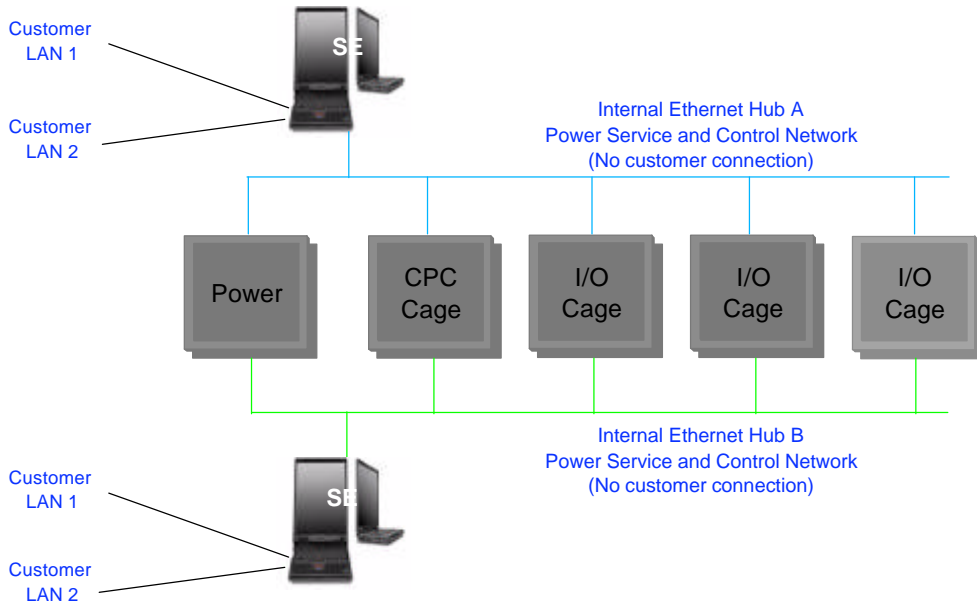 Customer
LAN 1
SE
Customer
LAN 2
Internal Ethernet Hub A
Power Service and Control Network
(No customer connection)
Power
CPC
Cage
I/O
Cage
I/O
Cage
I/O
Cage
Internal Ethernet Hub B
Power Service and Control Network
(No customer connection)
Customer
LAN 1
SE
Customer
LAN 2